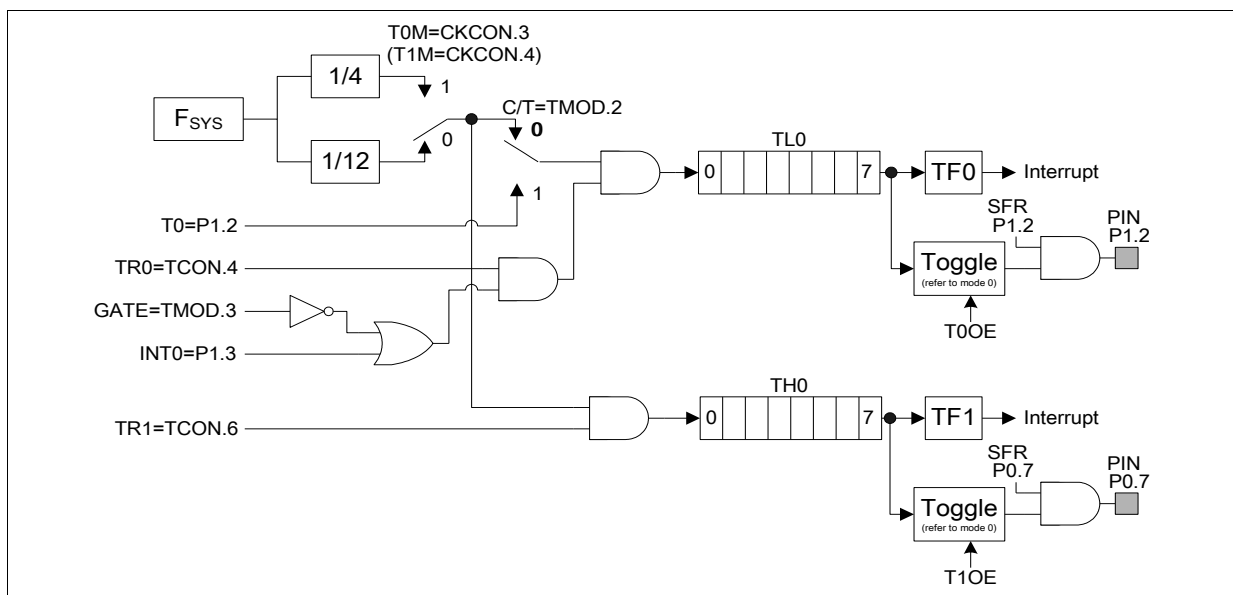 T0M=CKCON.3
(T1M=CKCON.4)
1/4
1
FSYS
C/T=TMOD.2
0
0
1/12
TL0
0 7
TF0
Interrupt
1
T0=P1.2
SFR
P1.2
PIN
P1.2
TR0=TCON.4
Toggle
(refer to mode 0)
GATE=TMOD.3
T0OE
INT0=P1.3
TH0
0 7
TF1
Interrupt
TR1=TCON.6
SFR
P0.7
PIN
P0.7
Toggle
(refer to mode 0)
T1OE